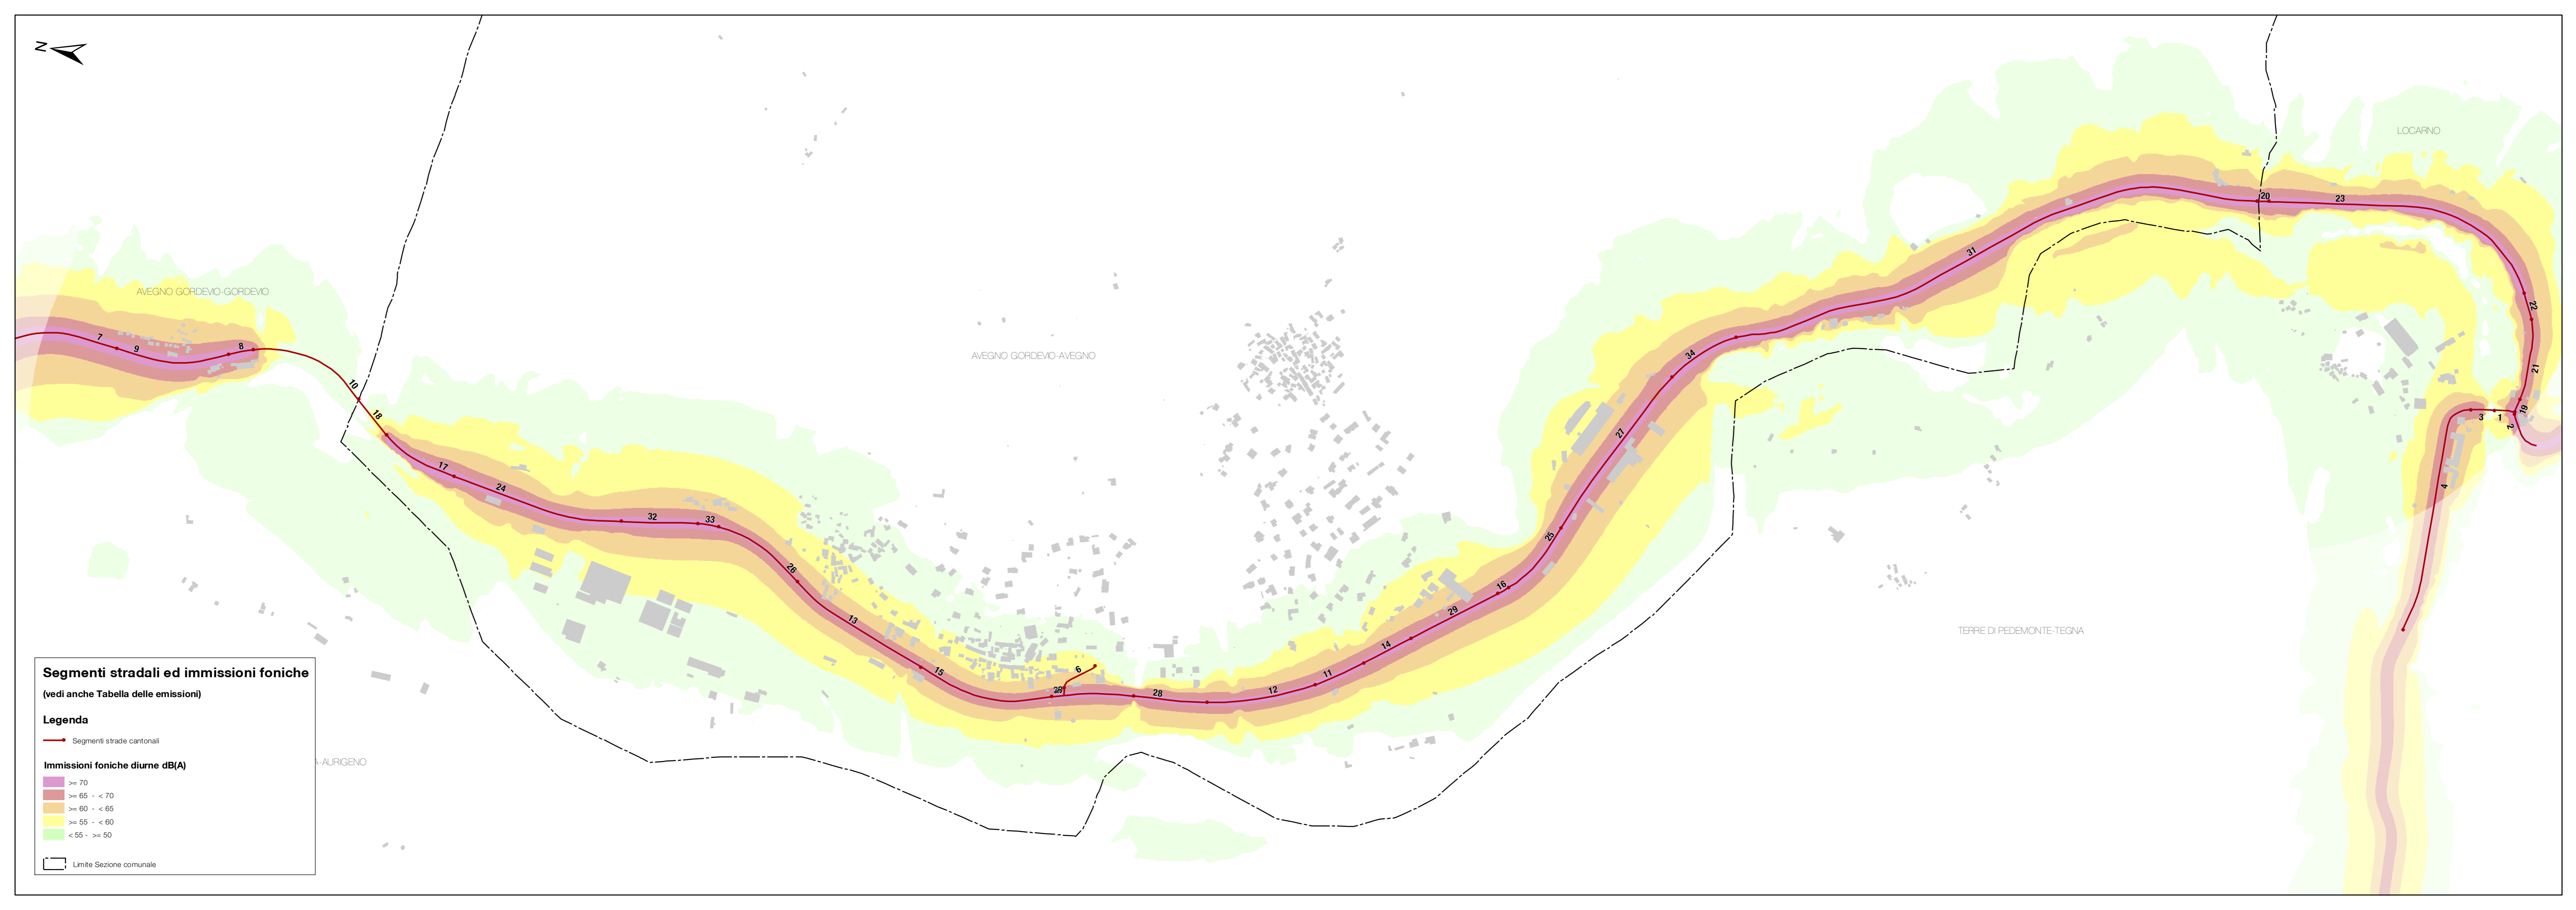 N
LOCARNO
20
23
31
AVEGNO GORDEVIO-GORDEVIO
22
7
9
8
AVEGNO GORDEVIO-AVEGNO
34
21
10
18
19
3
1
2
27
17
24
4
32
33
25
26
16
29
13
TERRE DI PEDEMONTE-TEGNA
14
15
6
11
12
28
A-AURIGENO
Segmenti stradali ed immissioni foniche
(vedi anche Tabella delle emissioni)
Legenda
Segmenti strade cantonali
Immissioni foniche diurne dB(A)
>= 70
>= 65 - < 70
>= 60 - < 65
>= 55 - < 60
< 55 - >= 50
Limite Sezione comunale